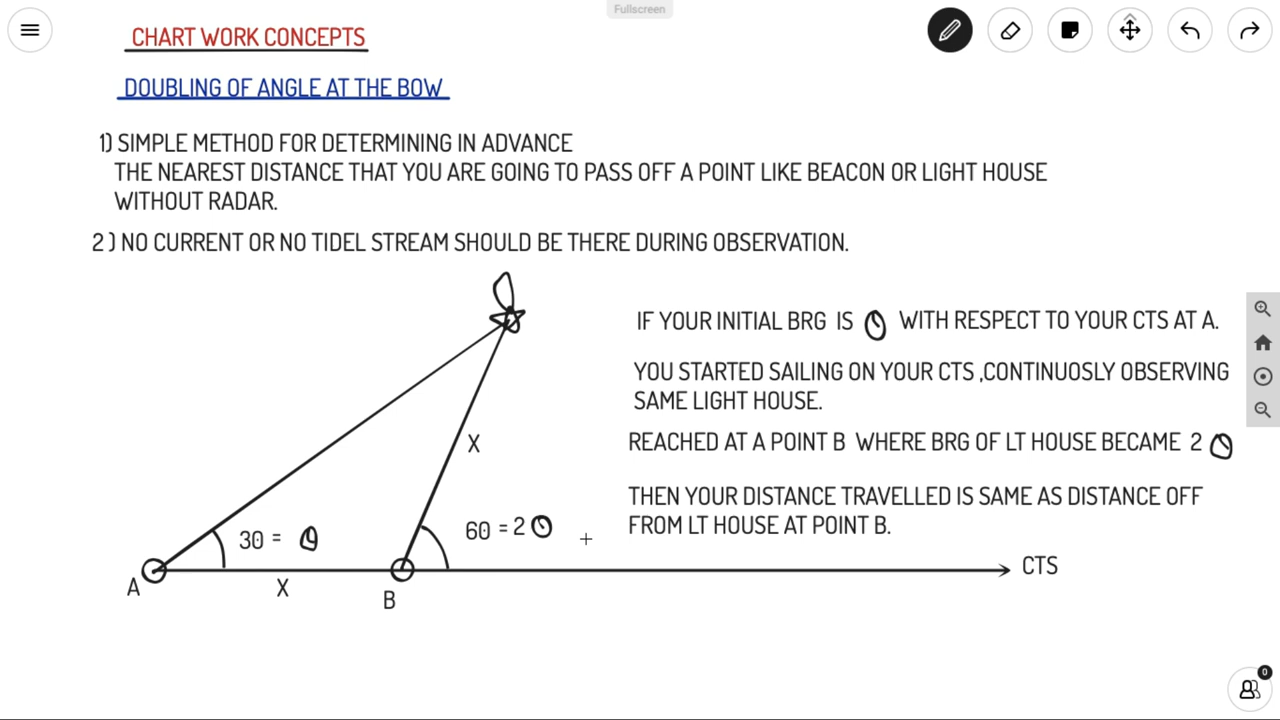 Fullscreen
CHART WORK CONCEPTS
DOUBLING OF ANGLE AT THE BOW
1) SIMPLE METHOD FOR DETERMINING IN ADVANCE
THE NEAREST DISTANCE THAT YOU ARE GOING TO PASS OFF A POINT LIKE BEACON OR LIGHT HOUSE
WITHOUT RADAR.
2 ) NO CURRENT OR NO TIDEL STREAM SHOULD BE THERE DURING OBSERVATION.
IF YOUR INITIAL BRG IS θ WITH RESPECT TO YOUR CTS AT A.
YOU STARTED SAILING ON YOUR CTS ,CONTINUOSLY OBSERVING
SAME LIGHT HOUSE.
REACHED AT A POINT B WHERE BRG OF LT HOUSE BECAME 2 θ
THEN YOUR DISTANCE TRAVELLED IS SAME AS DISTANCE OFF
FROM LT HOUSE AT POINT B.
X
30 = θ
60 = 2 θ
A
X
B
CTS
0